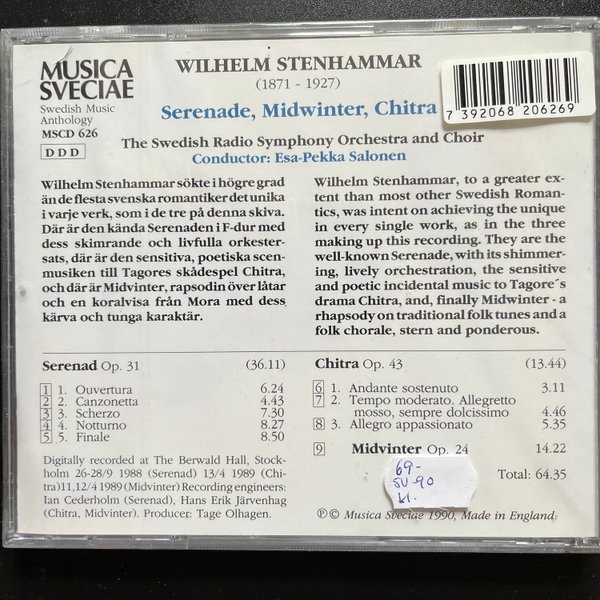 MUSICA
SVECIAE
Swedish Music
Anthology
MSCD 626
DDD
WILHELM STENHAMMAR
(1871 - 1927)
Serenade, Midwinter, Chitra
The Swedish Radio Symphony Orchestra and Choir
Conductor: Esa-Pekka Salonen
7 392068 206269
Wilhelm Stenhammar sökte i högre grad
än de flesta svenska romantiker det unika
i varje verk, som i de tre på denna skiva.
Där är den kända Serenaden i F-dur med
dess skimrande och livfulla orkester-
sats, där är den sensitiva, poetiska scen-
musiken till Tagores skådespel Chitra,
och där är Midvinter, rapsodin över låtar
och en koralvisa från Mora med dess
kärva och tunga karaktär.
Wilhelm Stenhammar, to a greater ex-
tent than most other Swedish Roman-
tics, was intent on achieving the unique
in every single work, as in the three
making up this recording. They are the
well-known Serenade, with its shimmer-
ing, lively orchestration, the sensitive
and poetic incidental music to Tagore´s
drama Chitra, and, finally Midwinter - a
rhapsody on traditional folk tunes and a
folk chorale, stern and ponderous.
Serenad Op. 31 (36.11)
1 1. Ouvertura 6.24
2 2. Canzonetta 4.43
3 3. Scherzo 7.30
4 4. Notturno 8.27
5 5. Finale 8.50
Digitally recorded at The Berwald Hall, Stock-
holm 26-28/9 1988 (Serenad) 13/4 1989 (Chi-
tra)11,12/4 1989 (Midvinter) Recording engineers:
Ian Cederholm (Serenad), Hans Erik Järvenhag
(Chitra, Midvinter). Producer: Tage Olhagen.
Chitra Op. 43 (13.44)
6 1. Andante sostenuto 3.11
7 2. Tempo moderato. Allegretto
mosso, sempre dolcissimo 4.46
8 3. Allegro appassionato 5.35
9 Midvinter Op. 24 14.22
Total: 64.35
69-
SU-90
kl.
℗ © Musica Sveciae 1990, Made in England.